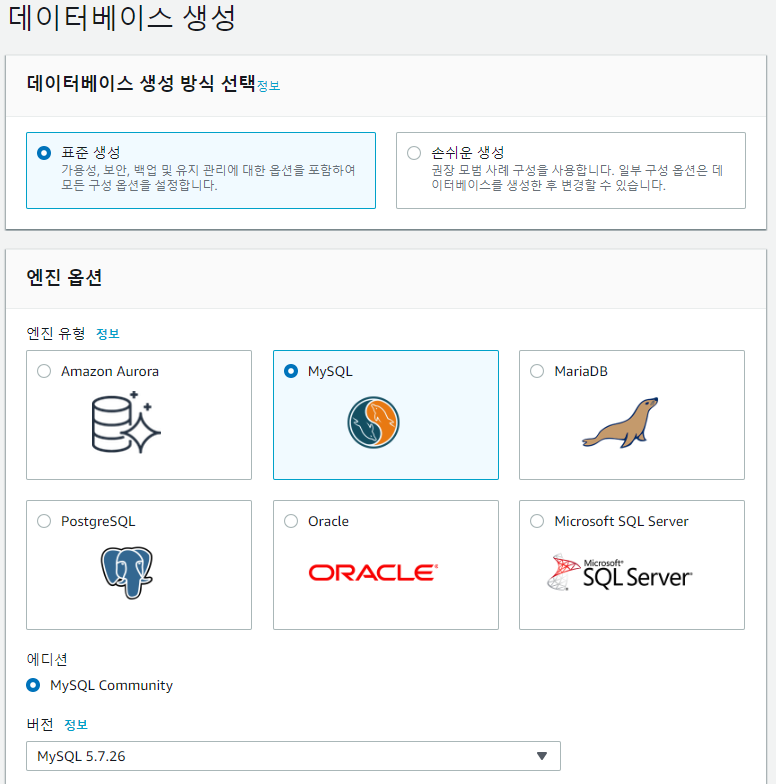 데이터베이스 생성
데이터베이스 생성 방식 선택정보
표준 생성
가용성, 보안, 백업 및 유지 관리에 대한 옵션을 포함하여
모든 구성 옵션을 설정합니다.
손쉬운 생성
권장 모범 사례 구성을 사용합니다. 일부 구성 옵션은 데
이터베이스를 생성한 후 변경할 수 있습니다.
엔진 옵션
엔진 유형 정보
Amazon Aurora
MySQL
MariaDB
PostgreSQL
Oracle
ORACLE®
Microsoft SQL Server
Microsoft®
SQL Server®
에디션
MySQL Community
버전 정보
MySQL 5.7.26